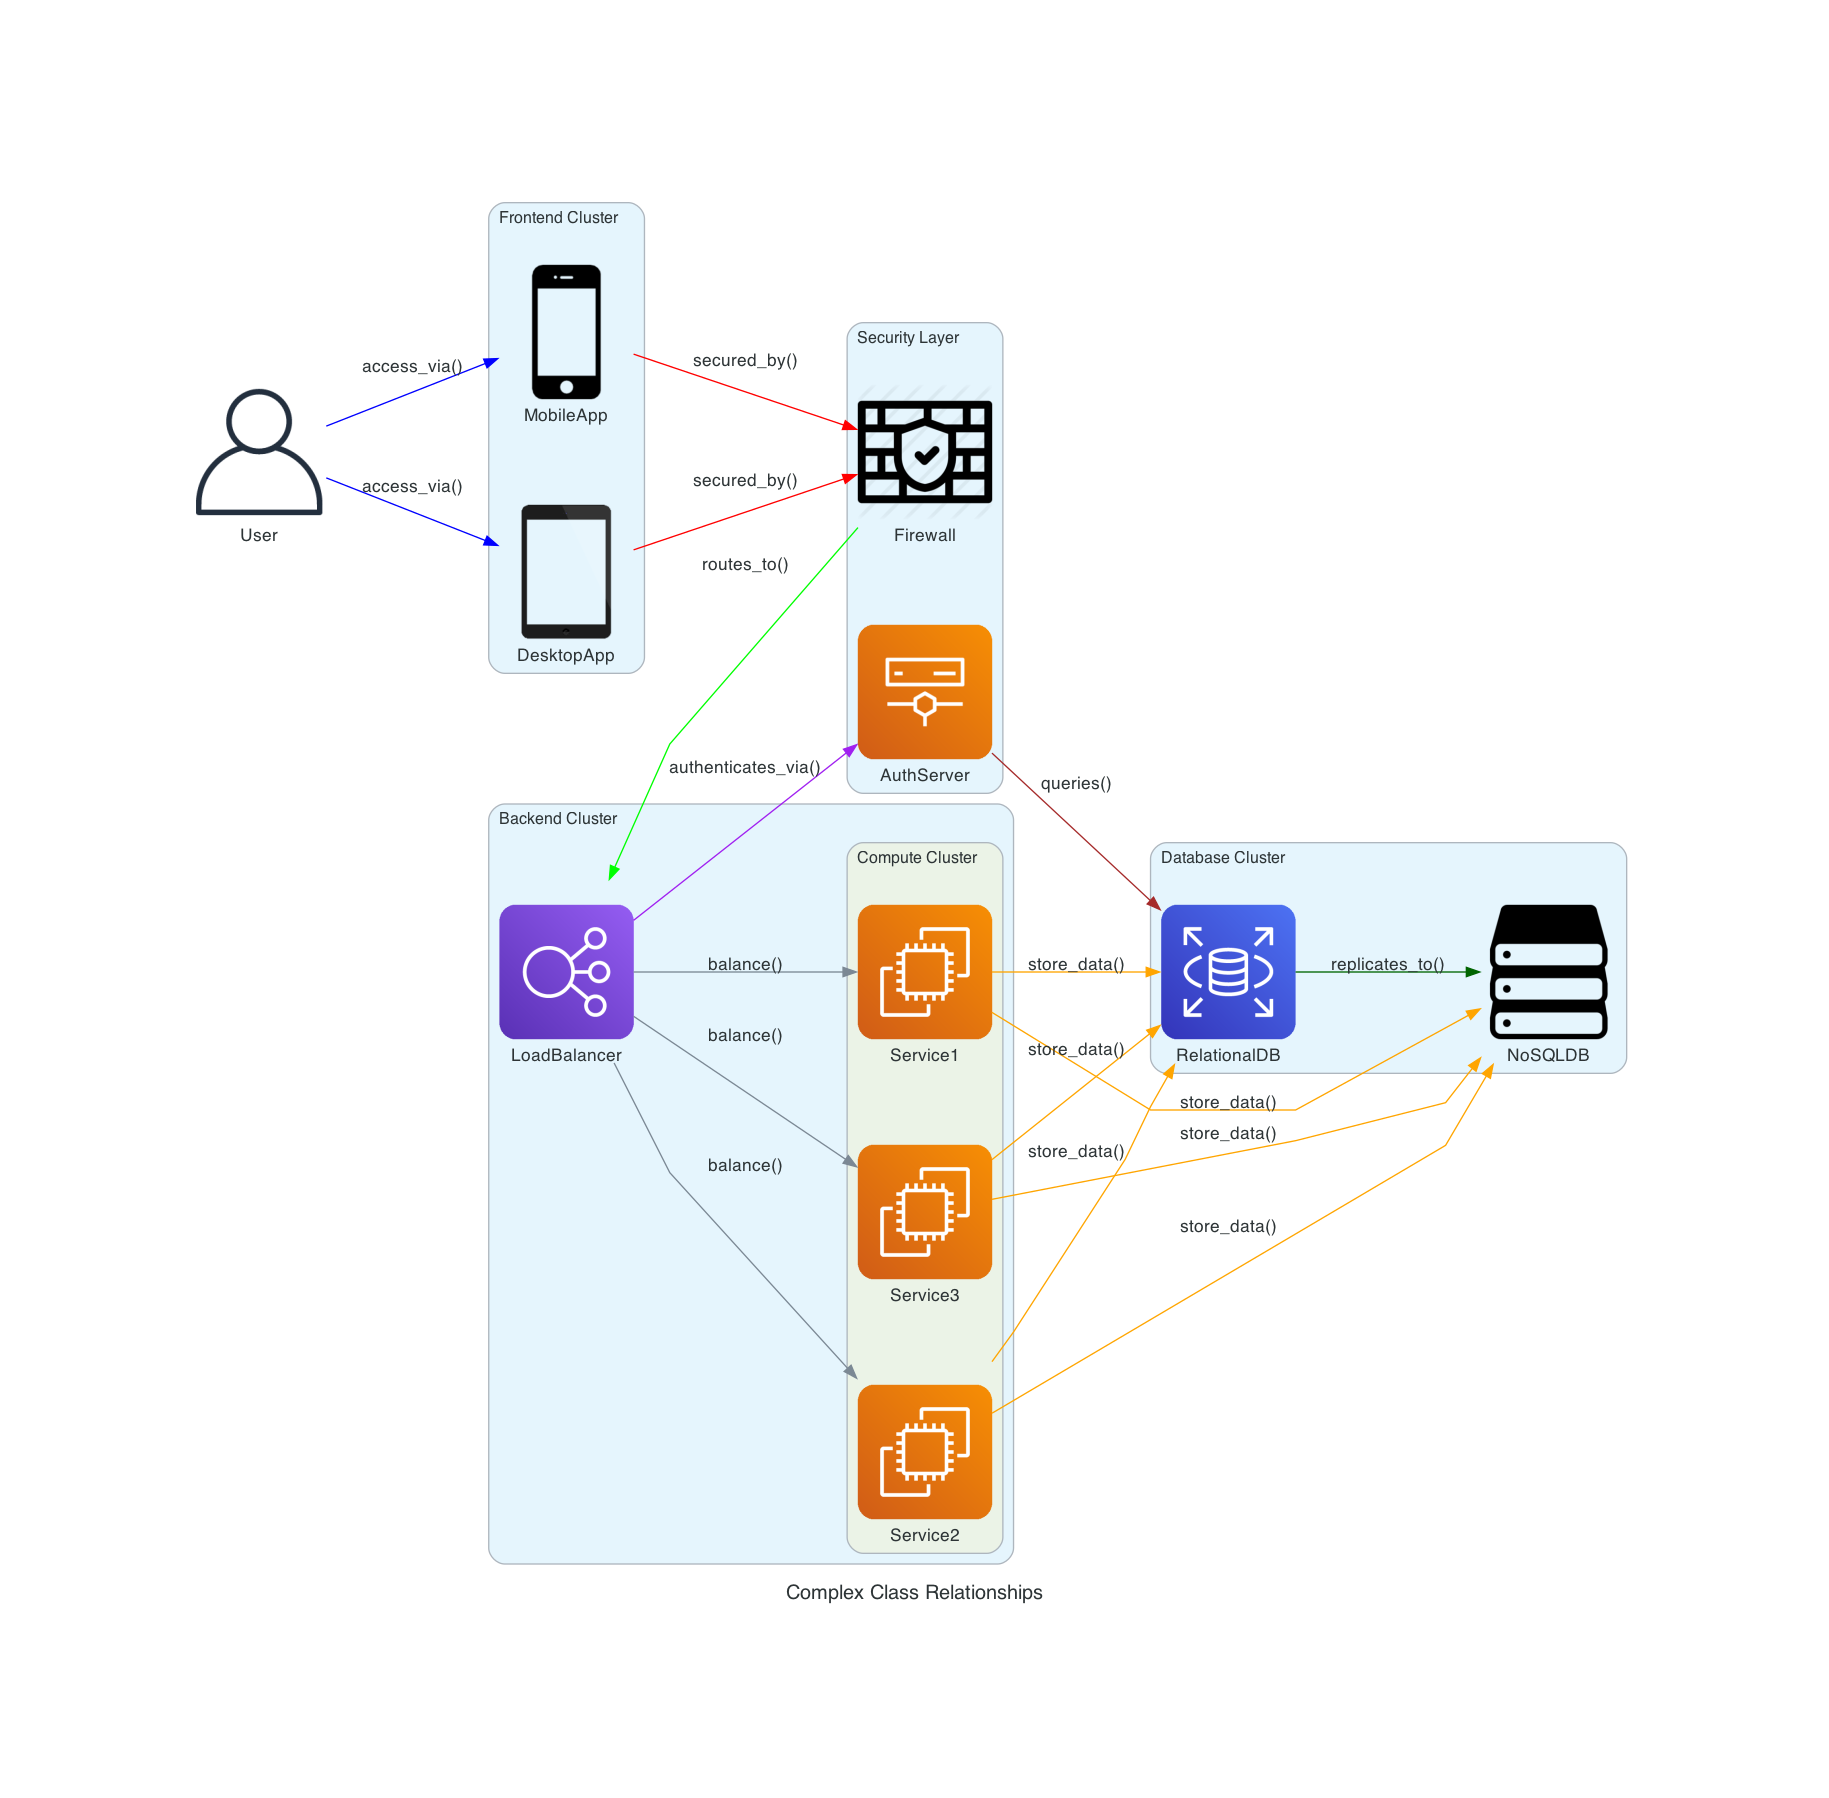 Frontend Cluster
MobileApp
access_via()
secured_by()
Security Layer
User
access_via()
secured_by()
Firewall
DesktopApp
routes_to()
authenticates_via()
AuthServer
queries()
Backend Cluster
Compute Cluster
Database Cluster
LoadBalancer
balance()
Service1
store_data()
RelationalDB
replicates_to()
NoSQLDB
balance()
store_data()
store_data()
store_data()
balance()
store_data()
store_data()
Service3
Service2
Complex Class Relationships